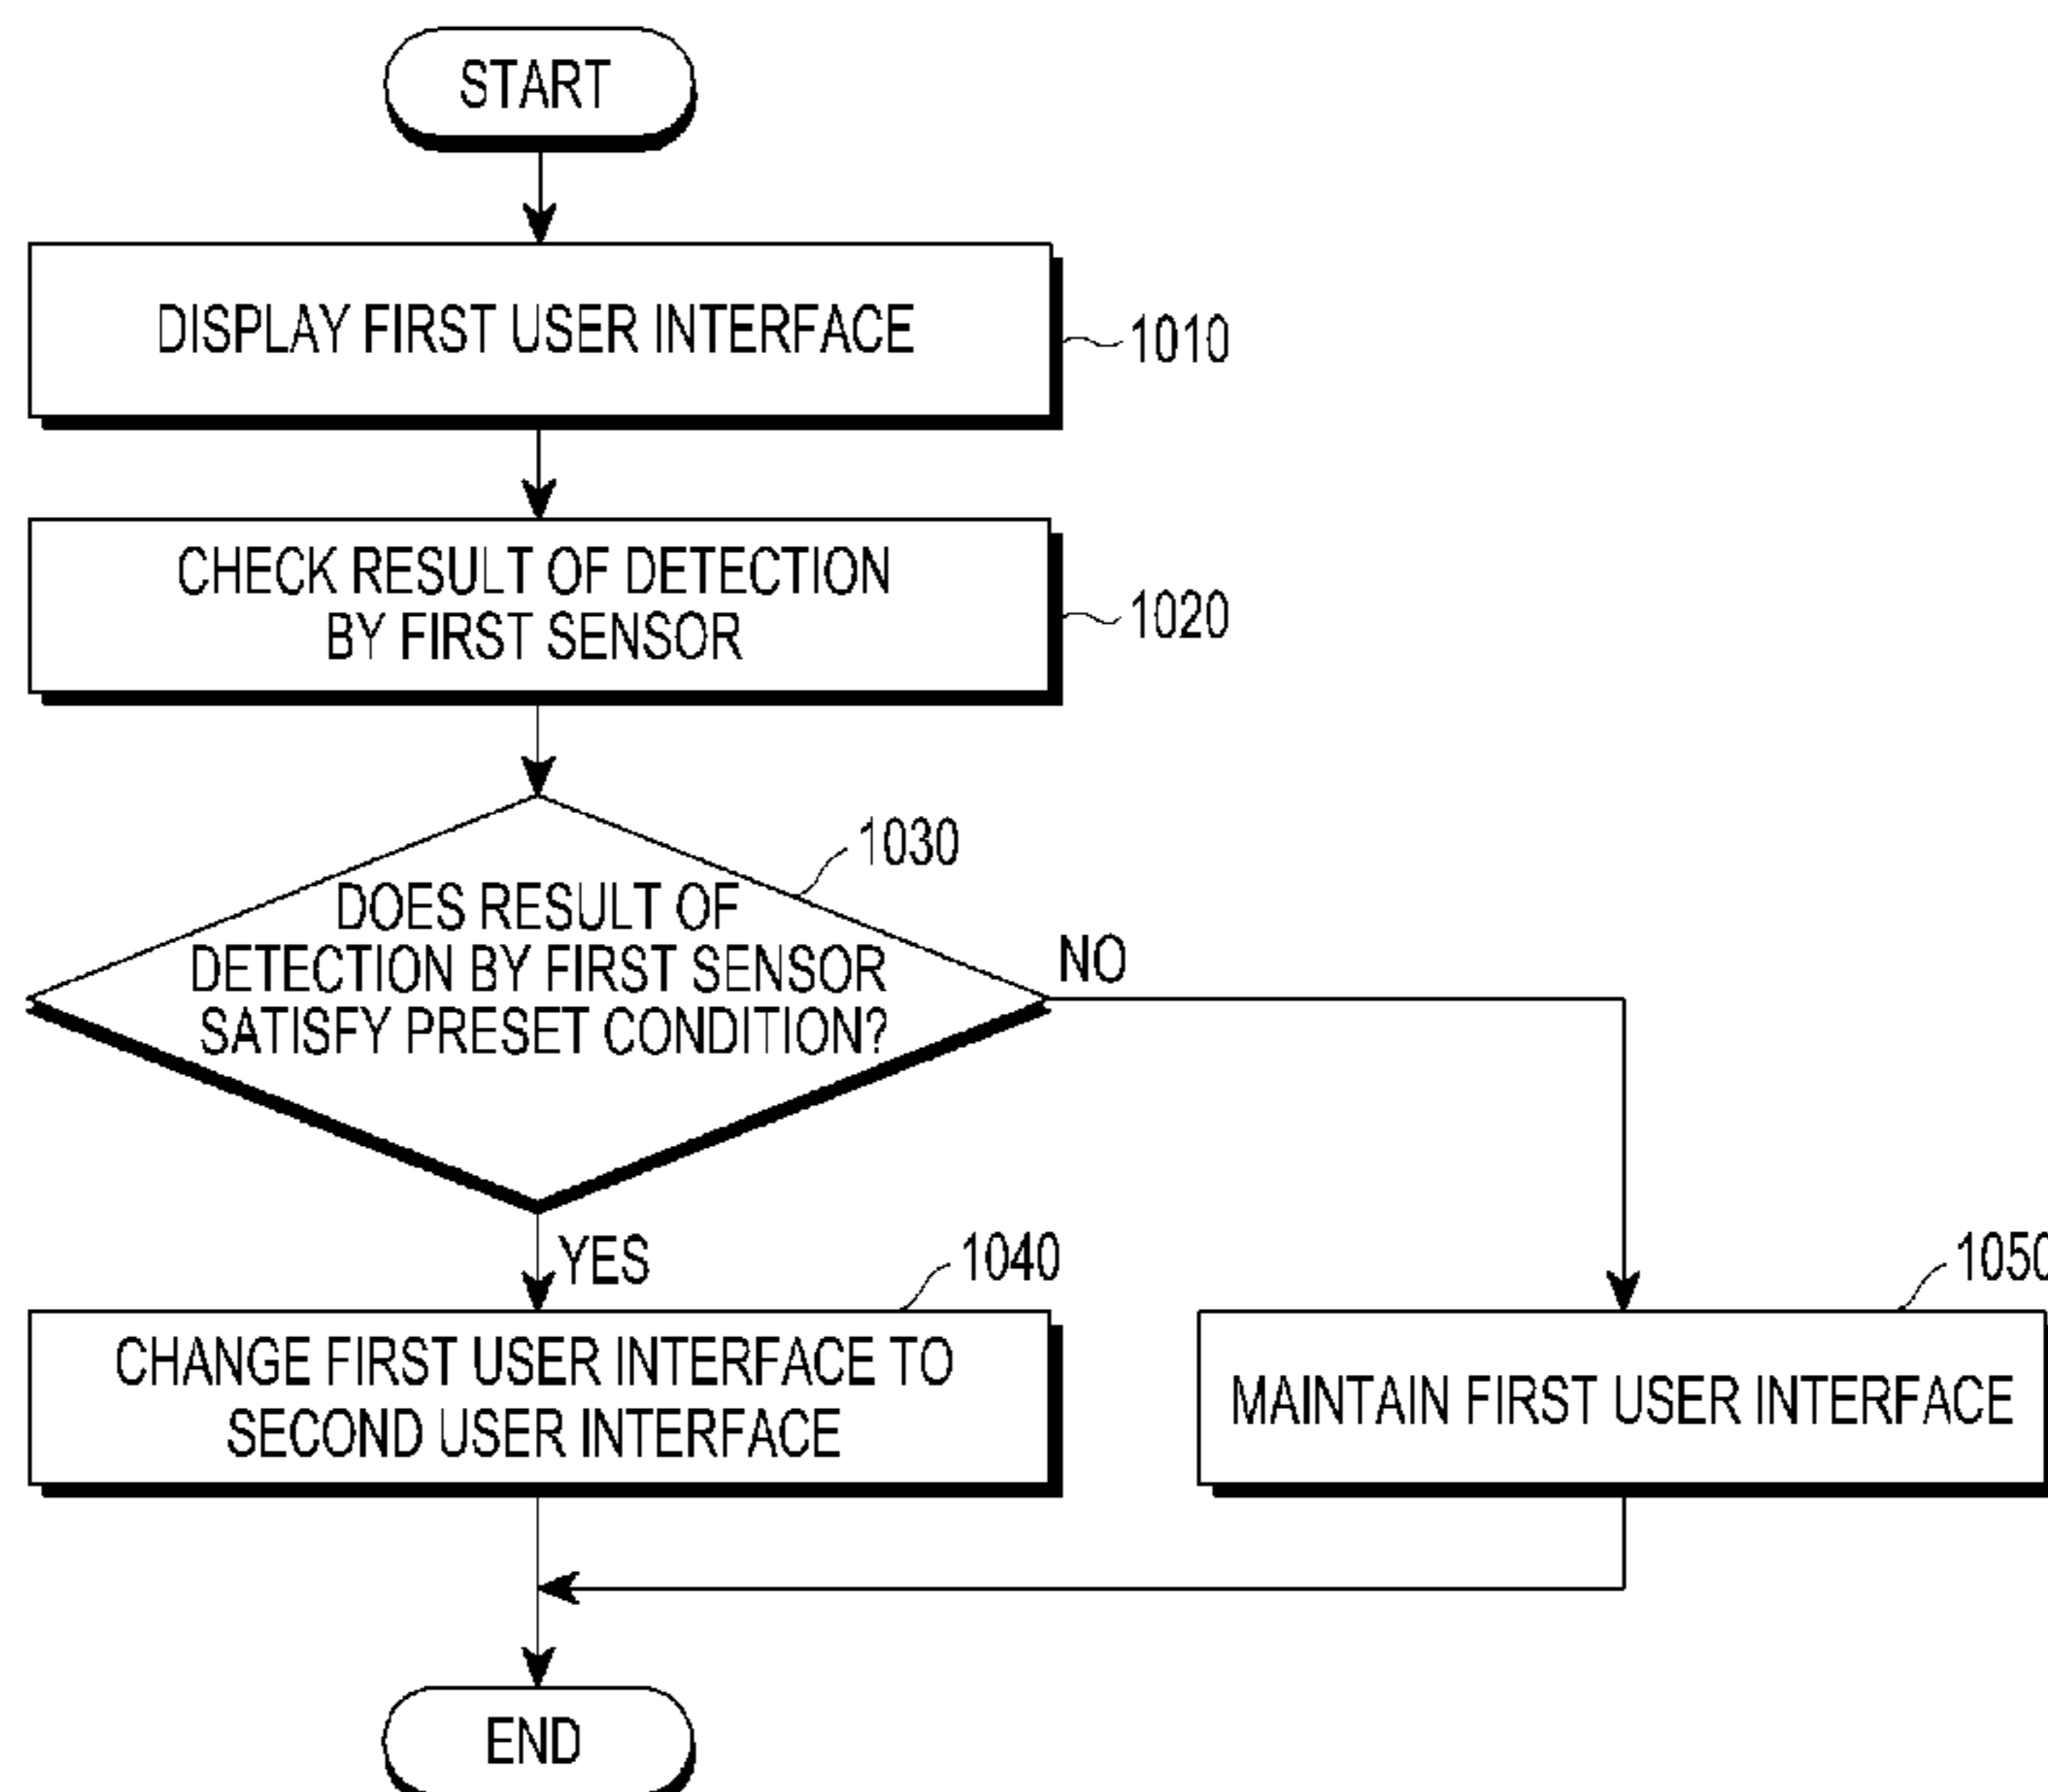 START
DISPLAY FIRST USER INTERFACE
1010
CHECK RESULT OF DETECTION
BY FIRST SENSOR
1020
1030
DOES RESULT OF
DETECTION BY FIRST SENSOR
SATISFY PRESET CONDITION?
NO
YES
1040
CHANGE FIRST USER INTERFACE TO
SECOND USER INTERFACE
1050
MAINTAIN FIRST USER INTERFACE
END